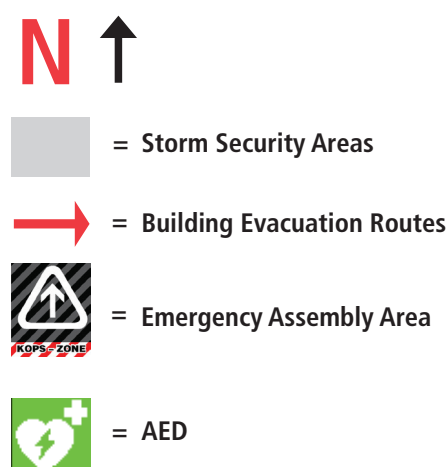 N
= Storm Security Areas
= Building Evacuation Routes
= Emergency Assembly Area
KOPS - ZONE
= AED